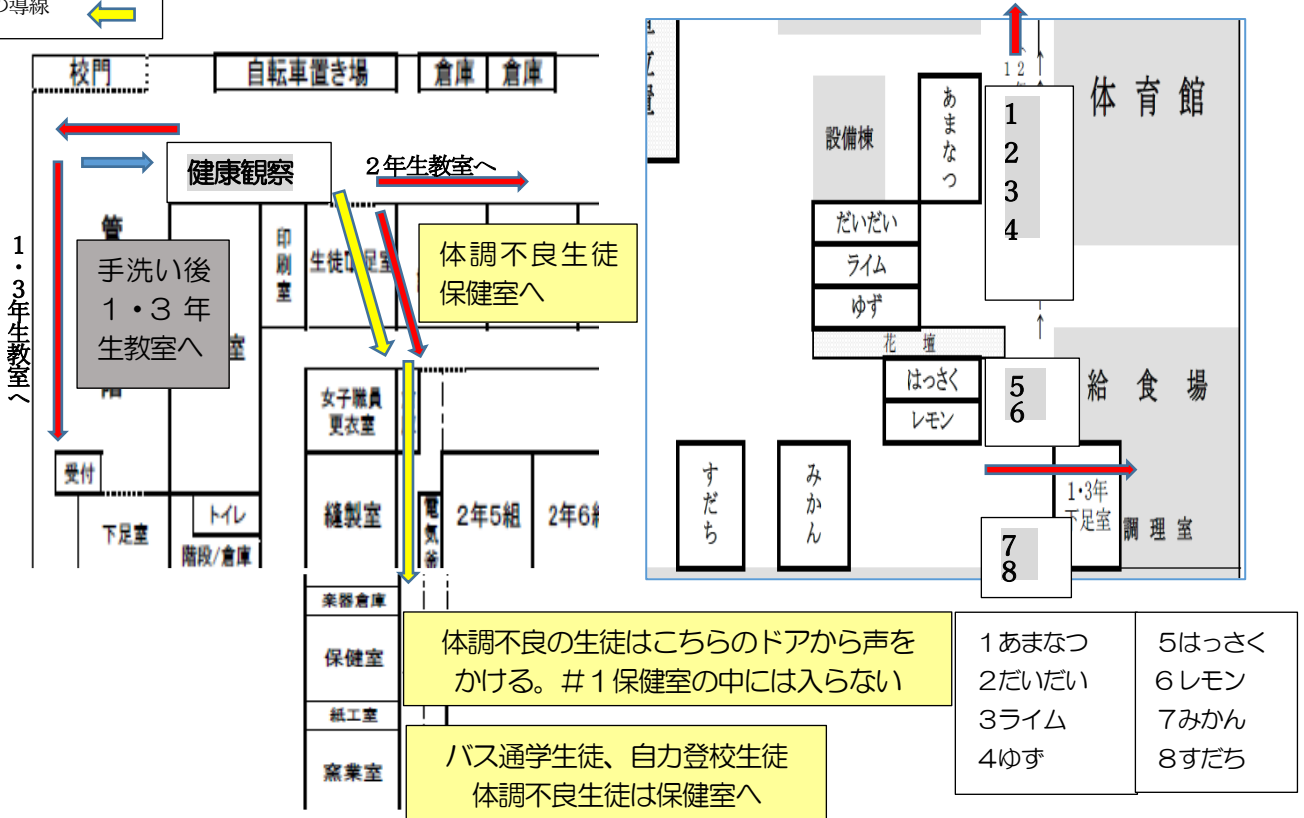 の導線
校門
自転車置き場
倉庫
倉庫
健康観察
2年生教室へ
1・3年生教室へ
管
手洗い後
1・3年
生教室へ
室
階
印刷室
体調不良生徒
保健室へ
女子職員
更衣室
受付
下足室
トイレ
階段/倉庫
縫製室
電気釜
2年5組
2年6組
楽器倉庫
保健室
紙工室
窯業室
体調不良の生徒はこちらのドアから声を
かける。#1保健室の中には入らない
バス通学生徒、自力登校生徒
体調不良生徒は保健室へ
設備棟
あまなつ
1
2
3
4
体育館
だいだい
ライム
ゆず
花壇
はっさく
レモン
5
6
給食場
すだち
みかん
1・3年
下足室
調理室
7
8
1あまなつ
2だいだい
3ライム
4ゆず
5はっさく
6レモン
7みかん
8すだち